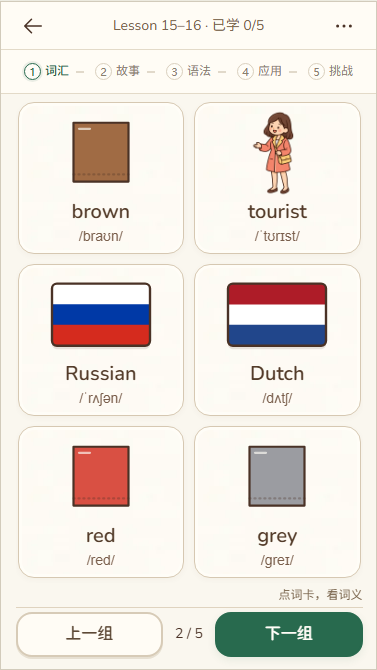 Lesson 15–16 · 已学 0/5
1 词汇 – 2 故事 – 3 语法 – 4 应用 – 5 挑战
brown tourist
/braʊn/ /ˈtʊrɪst/
Russian Dutch
/ˈrʌʃən/ /dʌtʃ/
red grey
/red/ /ɡreɪ/
点词卡，看词义
上一组 2 / 5 下一组